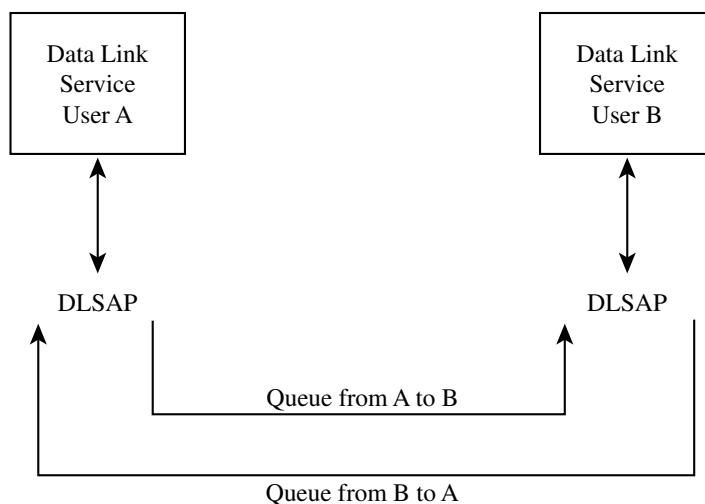 Data Link
Service
User A
Data Link
Service
User B
DLSAP
DLSAP
Queue from A to B
Queue from B to A